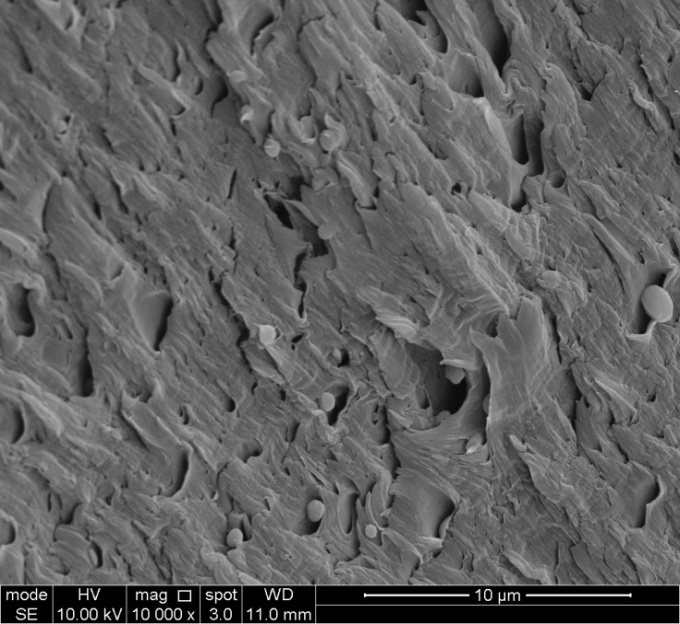 mode HV mag □ spot WD
SE 10.00 kV 10 000 x 3.0 11.0 mm
10 µm